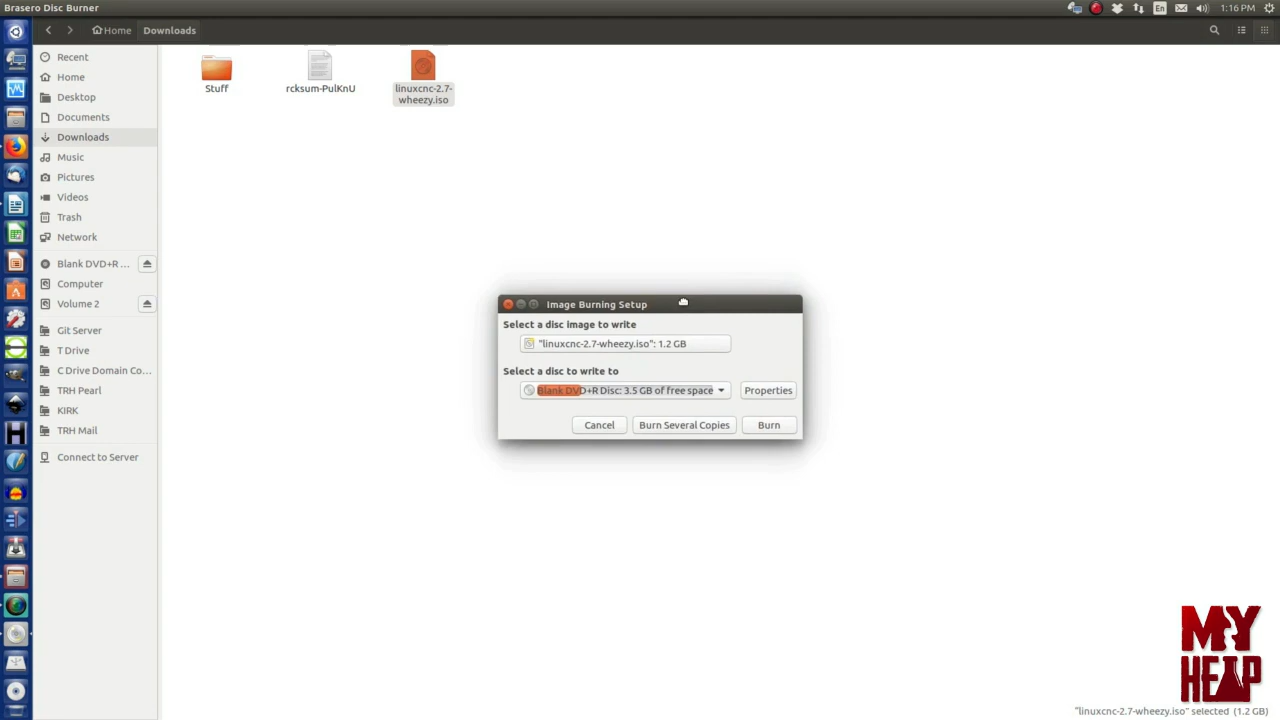 Brasero Disc Burner
En
1:16 PM
Home
Downloads
Recent
Home
Desktop
Documents
Downloads
Music
Pictures
Videos
Trash
Network
Blank DVD+R ...
Computer
Volume 2
Git Server
T Drive
C Drive Domain Co...
TRH Pearl
KIRK
TRH Mail
Connect to Server
Stuff
rcksum-PulKnU
linuxcnc-2.7-
wheezy.iso
Image Burning Setup
Select a disc image to write
"linuxcnc-2.7-wheezy.iso": 1.2 GB
Select a disc to write to
Blank DVD+R Disc: 3.5 GB of free space
Properties
Cancel
Burn Several Copies
Burn
MY
HEAP
"linuxcnc-2.7-wheezy.iso" selected (1.2 GB)